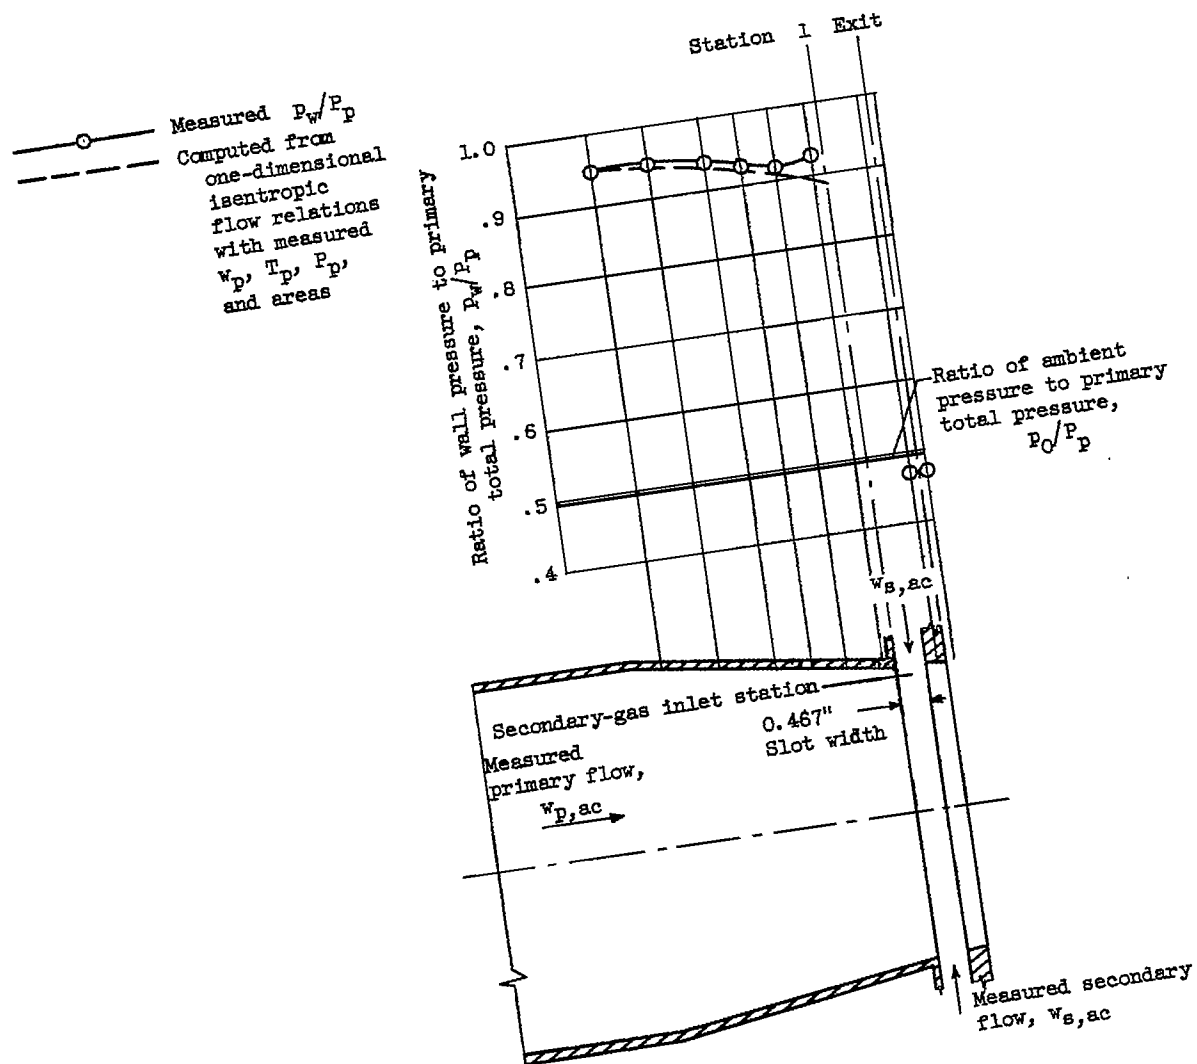 Station 1 Exit
Measured p_w/P_p
Computed from
one-dimensional
isentropic
flow relations
with measured
w_p, T_p, P_p,
and areas
Ratio of wall pressure to primary
total pressure, p_w/P_p
1.0
.9
.8
.7
.6
.5
.4
Ratio of ambient
pressure to primary
total pressure,
p_0/P_p
w_s,ac
Secondary-gas inlet station
0.467"
Slot width
Measured
primary flow,
w_p,ac
Measured secondary
flow, w_s,ac